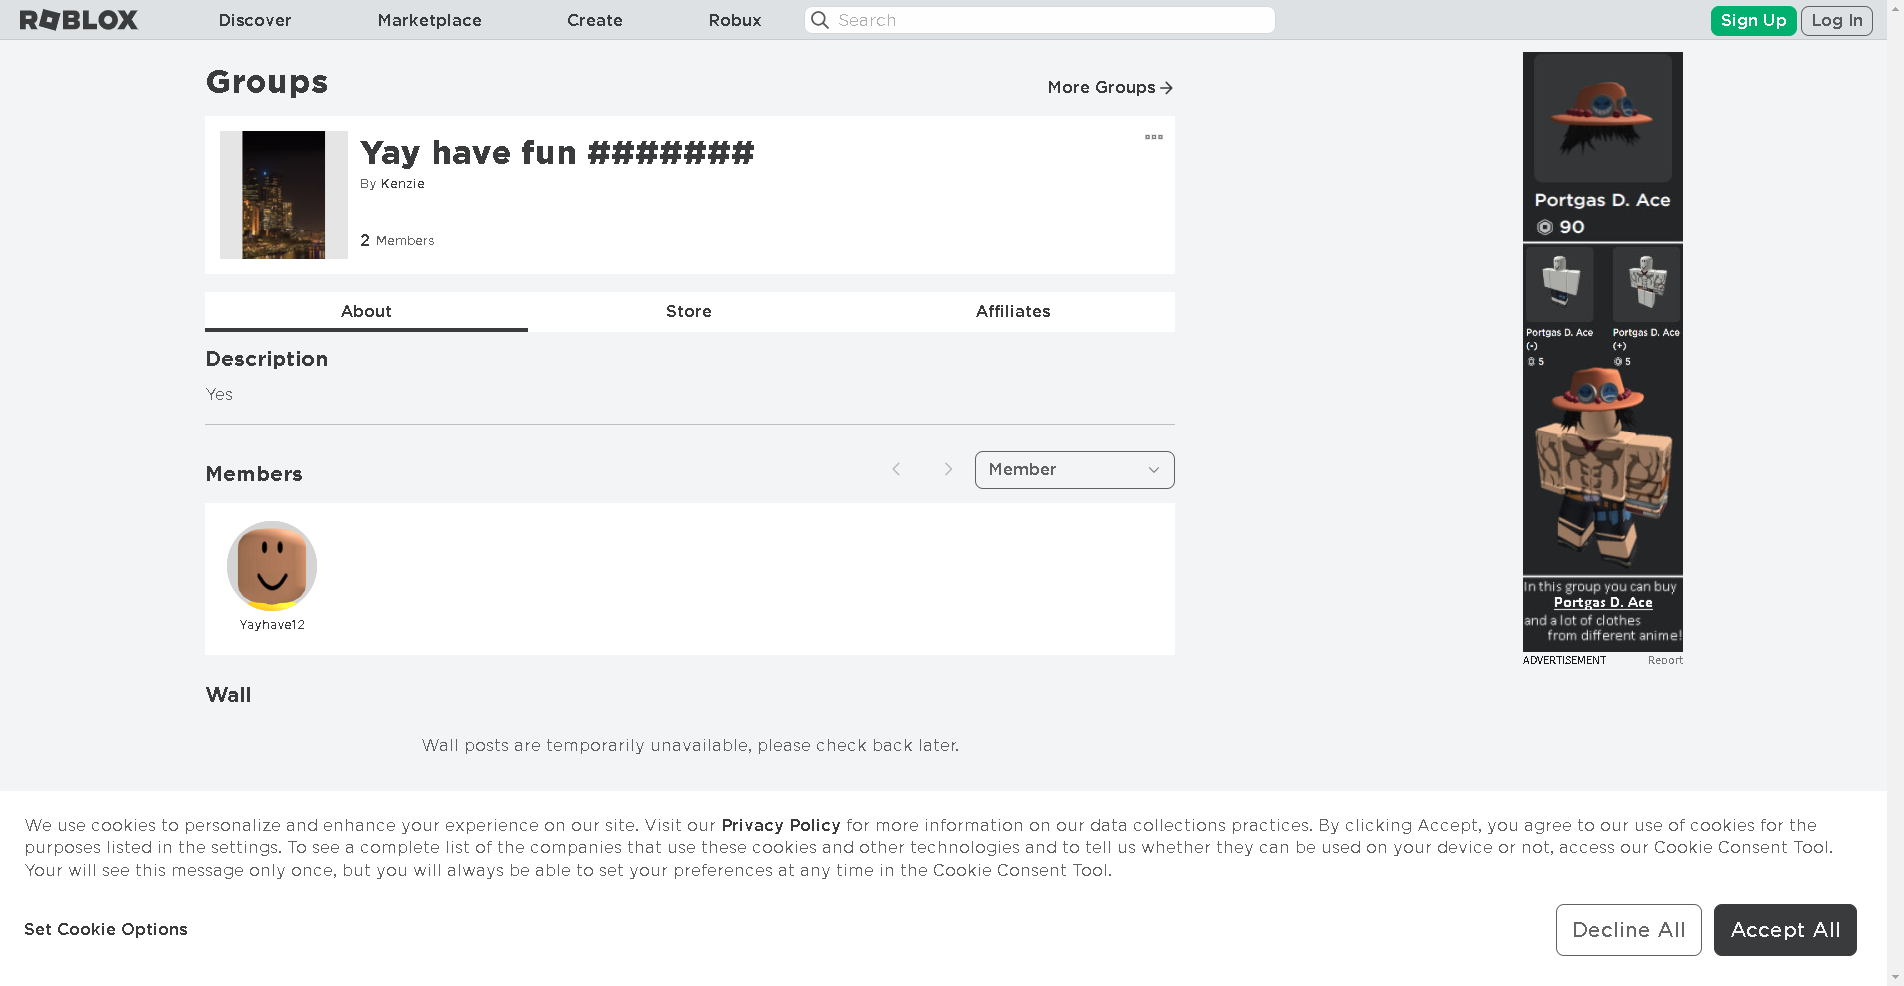 ROBLOX
Discover
Marketplace
Create
Robux
Search
Sign Up
Log In
Groups
More Groups
Yay have fun #######
By Kenzie
2 Members
About
Store
Affiliates
Description
Yes
Members
Member
Yayhave12
Wall
Wall posts are temporarily unavailable, please check back later.
Portgas D. Ace
90
Portgas D. Ace
(-)
5
Portgas D. Ace
(+)
5
In this group you can buy
Portgas D. Ace
and a lot of clothes
from different anime!
ADVERTISEMENT
Report
We use cookies to personalize and enhance your experience on our site. Visit our Privacy Policy for more information on our data collections practices. By clicking Accept, you agree to our use of cookies for the
purposes listed in the settings. To see a complete list of the companies that use these cookies and other technologies and to tell us whether they can be used on your device or not, access our Cookie Consent Tool.
Your will see this message only once, but you will always be able to set your preferences at any time in the Cookie Consent Tool.
Set Cookie Options
Decline All
Accept All